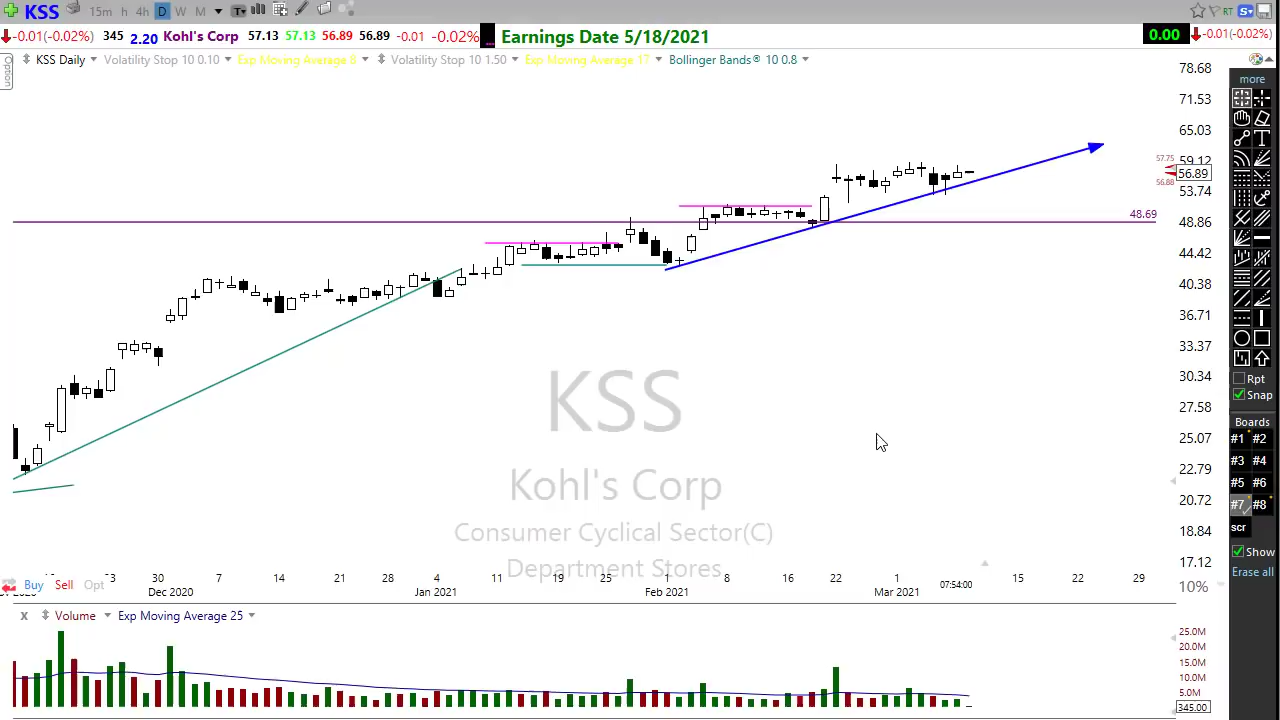 KSS 15m h 4h D W M T RT S
-0.01(-0.02%) 345 2.20 Kohl's Corp 57.13 57.13 56.89 56.89 -0.01 -0.02% Earnings Date 5/18/2021 0.00 -0.01(-0.02%)
Option
KSS Daily Volatility Stop 10 0.10 Exp Moving Average 8 Volatility Stop 10 1.50 Exp Moving Average 17 Bollinger Bands® 10 0.8
78.68
71.53
65.03
59.12
57.75
56.89
56.88
53.74
48.69
48.86
44.42
40.38
36.71
33.37
30.34
27.58
25.07
22.79
20.72
18.84
17.12
10%
KSS
Kohl's Corp
Consumer Cyclical Sector(C)
Department Stores
more
Rpt
Snap
Boards
#1 #2
#3 #4
#5 #6
#7 #8
scr
Show
Erase all
30 7 14 21 28 4 11 19 25 1 8 16 22 1 07:54:00 15 22 29
Buy Sell Opt
Dec 2020 Jan 2021 Feb 2021 Mar 2021
X Volume Exp Moving Average 25
25.0M
20.0M
15.0M
10.0M
5.0M
345.00